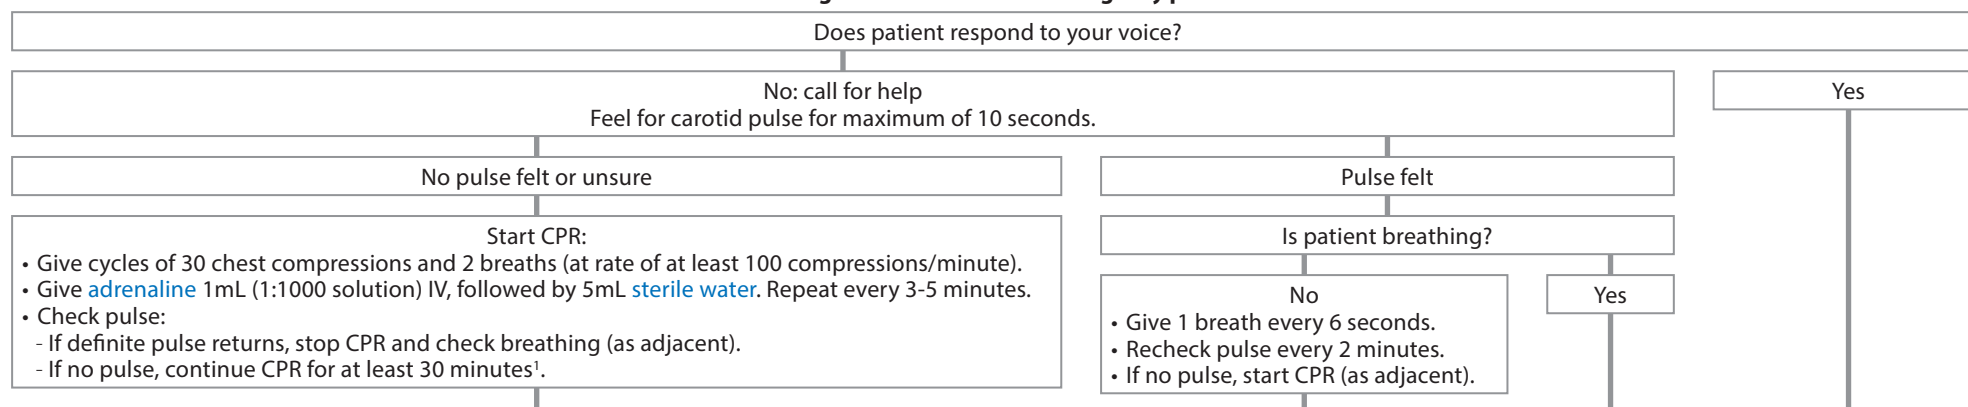 Does patient respond to your voice?
No: call for help
Feel for carotid pulse for maximum of 10 seconds.
Yes
No pulse felt or unsure
Pulse felt
Start CPR:
• Give cycles of 30 chest compressions and 2 breaths (at rate of at least 100 compressions/minute).
• Give adrenaline 1mL (1:1000 solution) IV, followed by 5mL sterile water. Repeat every 3-5 minutes.
• Check pulse:
- If definite pulse returns, stop CPR and check breathing (as adjacent).
- If no pulse, continue CPR for at least 30 minutes¹.
Is patient breathing?
No
• Give 1 breath every 6 seconds.
• Recheck pulse every 2 minutes.
• If no pulse, start CPR (as adjacent).
Yes